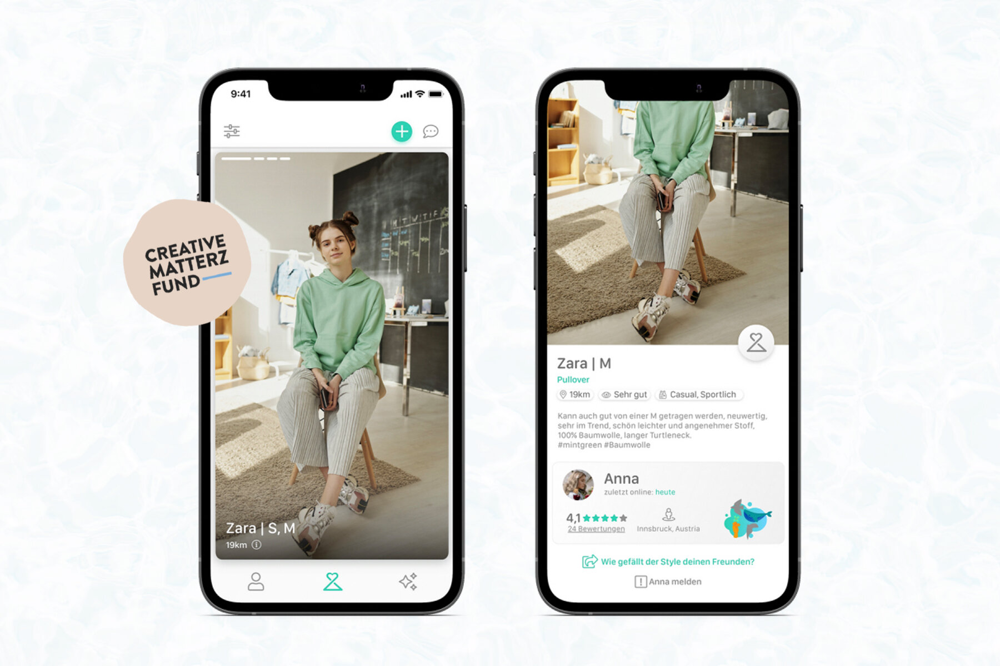 CREATIVE
MATTERZ
FUND
9:41
M T W T F
Zara | S, M
19km
Zara | M
Pullover
19km
Sehr gut
Casual, Sportlich
Kann auch gut von einer M getragen werden, neuwertig,
sehr im Trend, schön leichter und angenehmer Stoff,
100% Baumwolle, langer Turtleneck.
#mintgreen #Baumwolle
Anna
zuletzt online: heute
4,1
24 Bewertungen
Innsbruck, Austria
Wie gefällt der Style deinen Freunden?
Anna melden